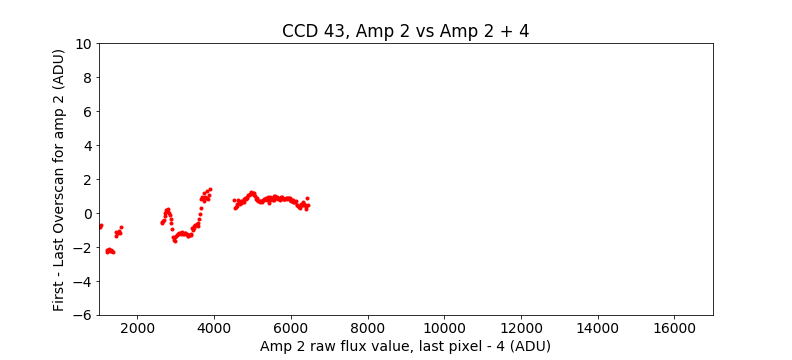 CCD 43, Amp 2 vs Amp 2 + 4
First - Last Overscan for amp 2 (ADU)
10
8
6
4
2
0
−2
−4
−6
2000 4000 6000 8000 10000 12000 14000 16000
Amp 2 raw flux value, last pixel - 4 (ADU)